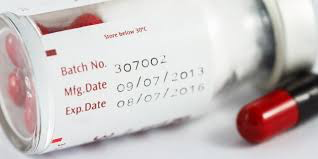 Store below 30°C
Batch No. 307002
Mfg.Date 09/07/2013
Exp.Date 08/07/2016